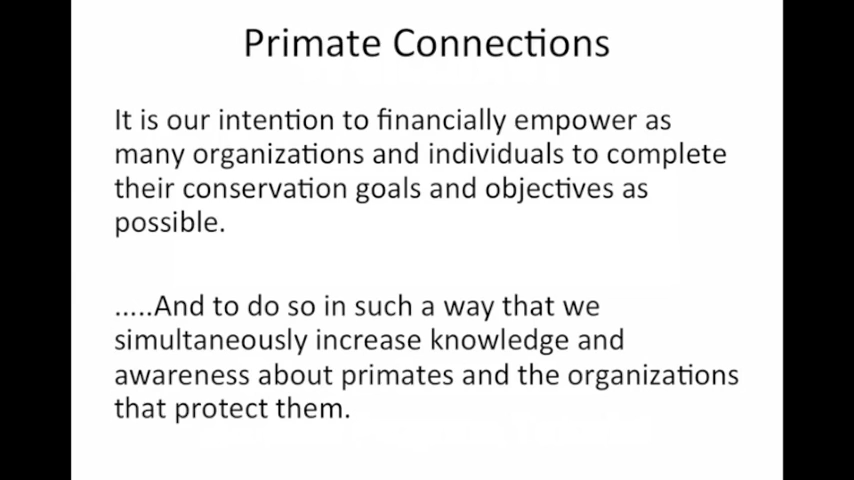 Primate Connections
It is our intention to financially empower as
many organizations and individuals to complete
their conservation goals and objectives as
possible.
.....And to do so in such a way that we
simultaneously increase knowledge and
awareness about primates and the organizations
that protect them.